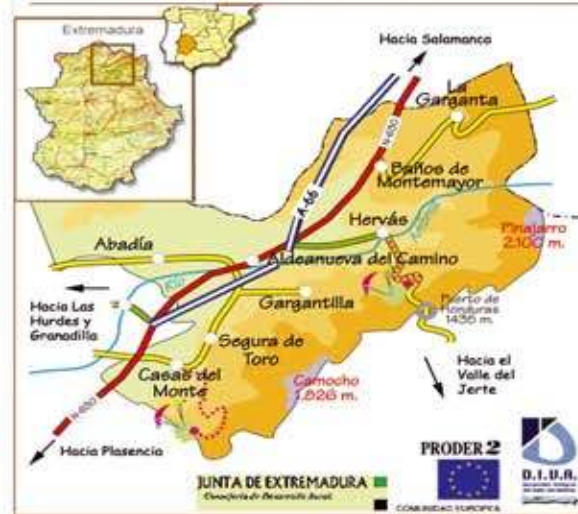 Extremadura
Hacia Salamanca
La
Garganta
N-630
Baños de
Montemayor
A-66
Hervás
Pinajarro
2.100 m.
Abadía
Aldeanueva del Camino
Río
Puerto de
Honduras
1435 m.
Hacia Las
Hurdes y
Granadilla
Gargantilla
Segura de
Toro
Hacia el
Valle del
Jerte
Casas del
Monte
Camocho
1.826 m.
N-630
Hacia Plasencia
PRODER 2
JUNTA DE EXTREMADURA
Consejería de Desarrollo Rural
COMUNIDAD EUROPEA
D.I.V.A.